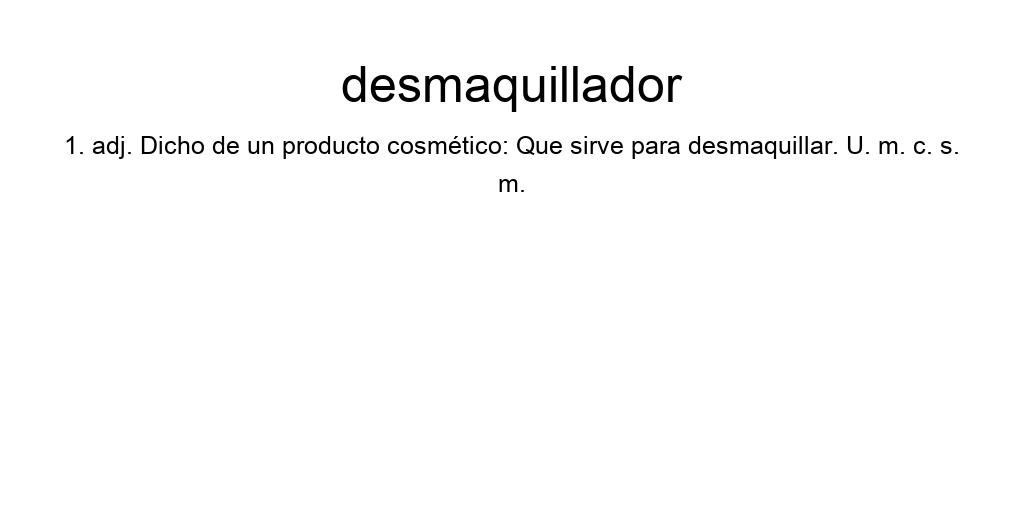 desmaquillador
1. adj. Dicho de un producto cosmético: Que sirve para desmaquillar. U. m. c. s.
m.